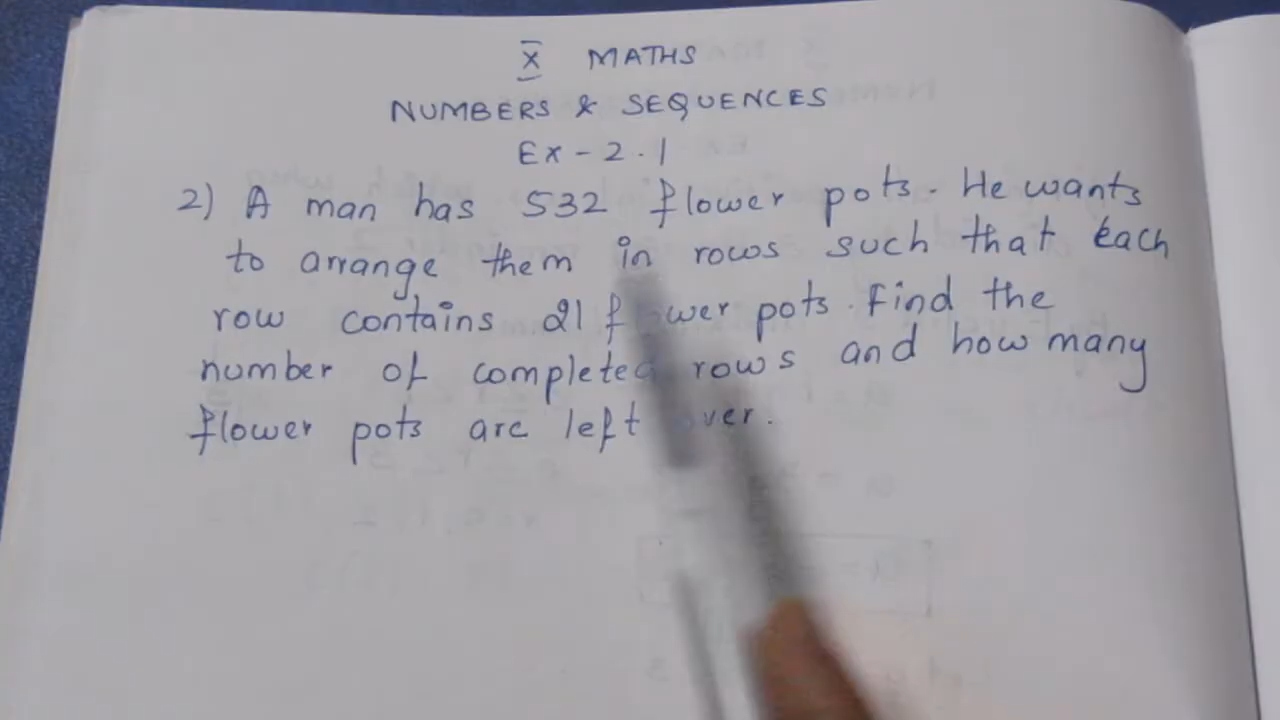 X MATHS
NUMBERS & SEQUENCES
Ex - 2.1
2) A man has 532 flower pots. He wants
to arrange them in rows such that each
row contains 21 flower pots. Find the
number of completed rows and how many
flower pots are left over.